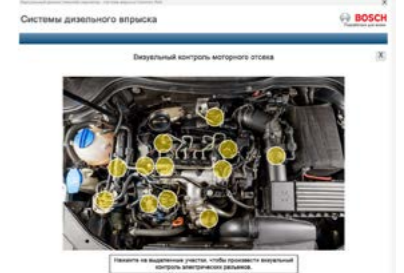 Системы дизельного впрыска
BOSCH
Визуальный контроль моторного отсека
X
Нажмите на выделенные участки, чтобы произвести визуальный
контроль электрических разъемов.